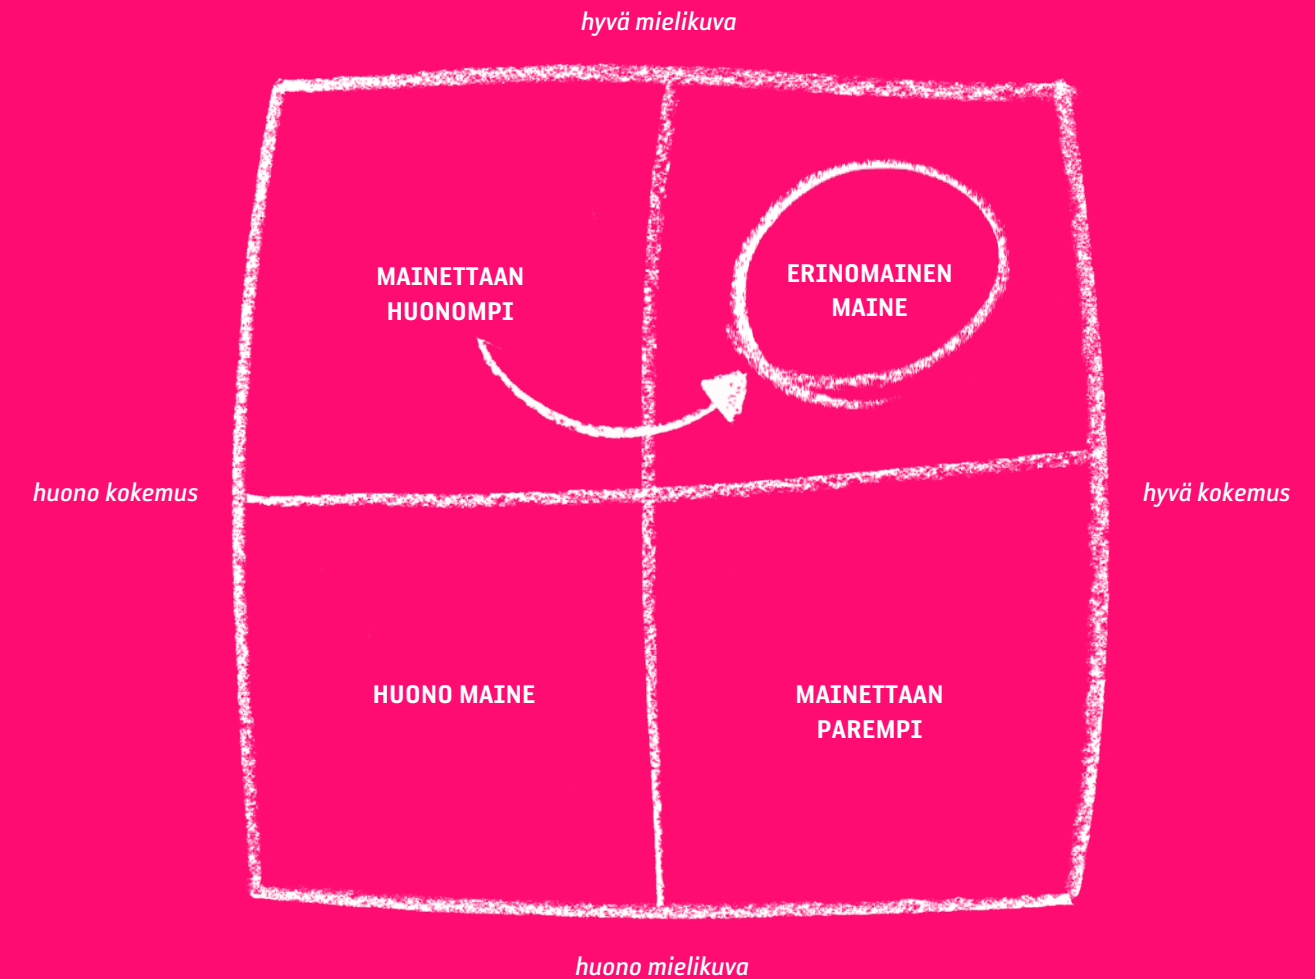 hyvä mielikuva
MAINETTAAN
HUONOMPI
ERINOMAINEN
MAINE
huono kokemus
hyvä kokemus
HUONO MAINE
MAINETTAAN
PAREMPI
huono mielikuva